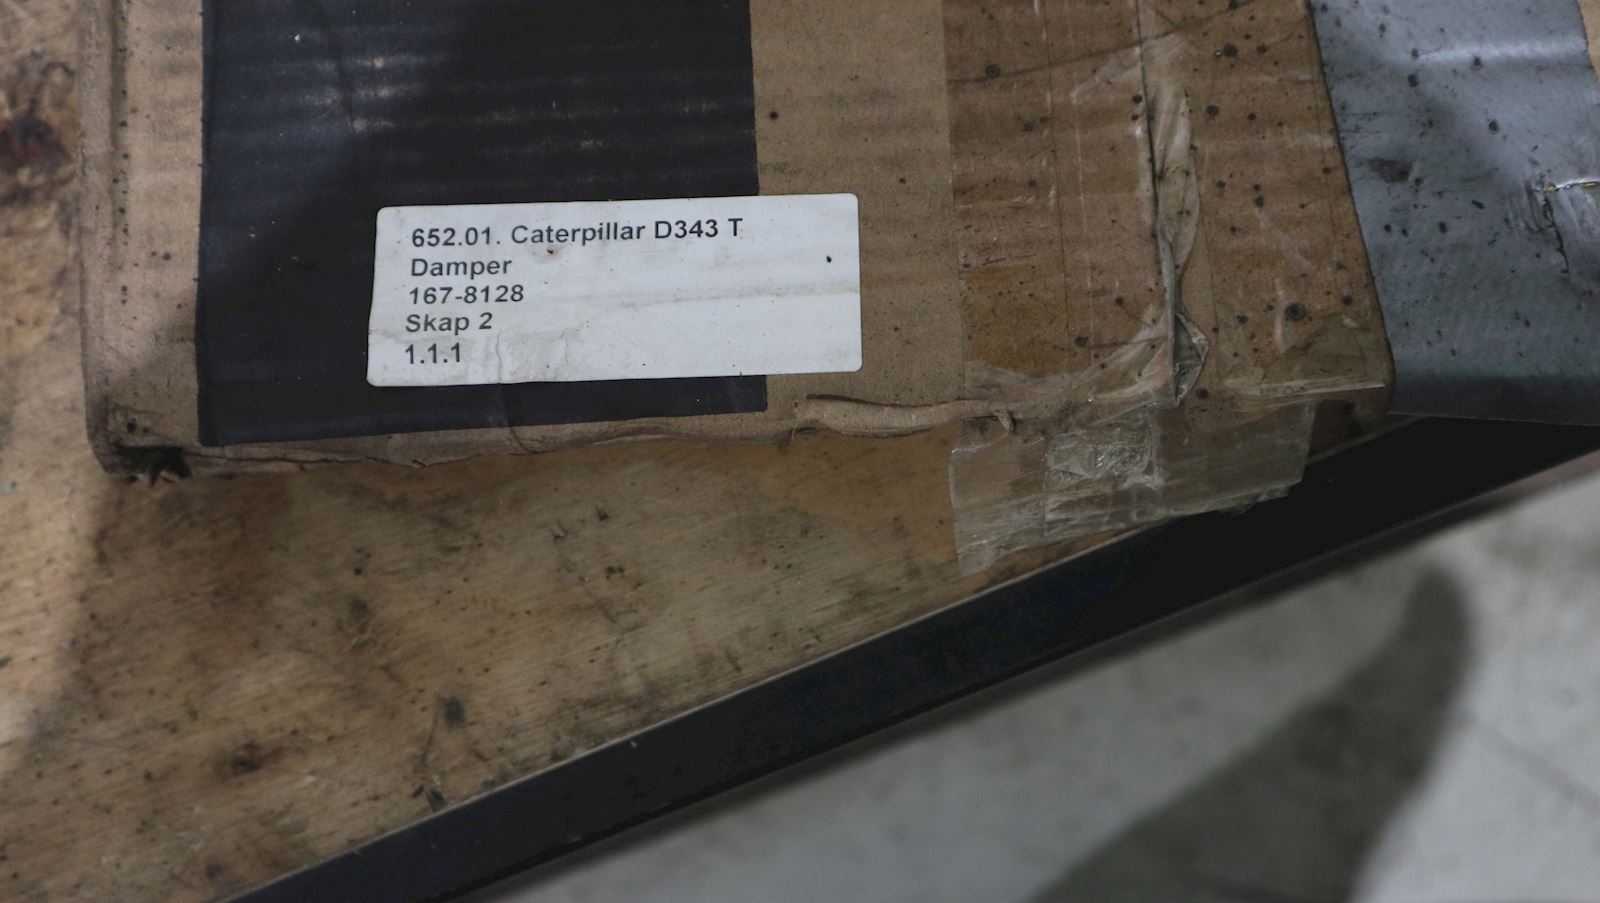 652.01. Caterpillar D343 T
Damper
167-8128
Skap 2
1.1.1